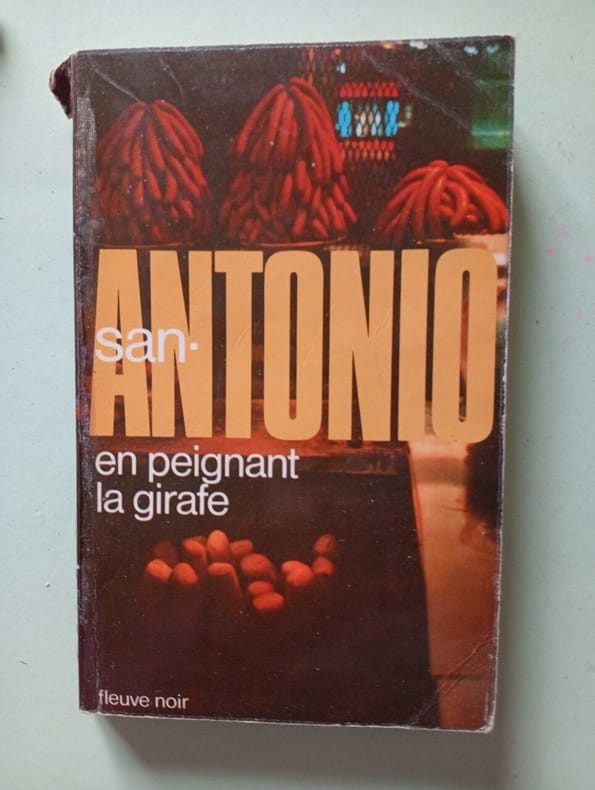 san-
ANTONIO
en peignant
la girafe
fleuve noir